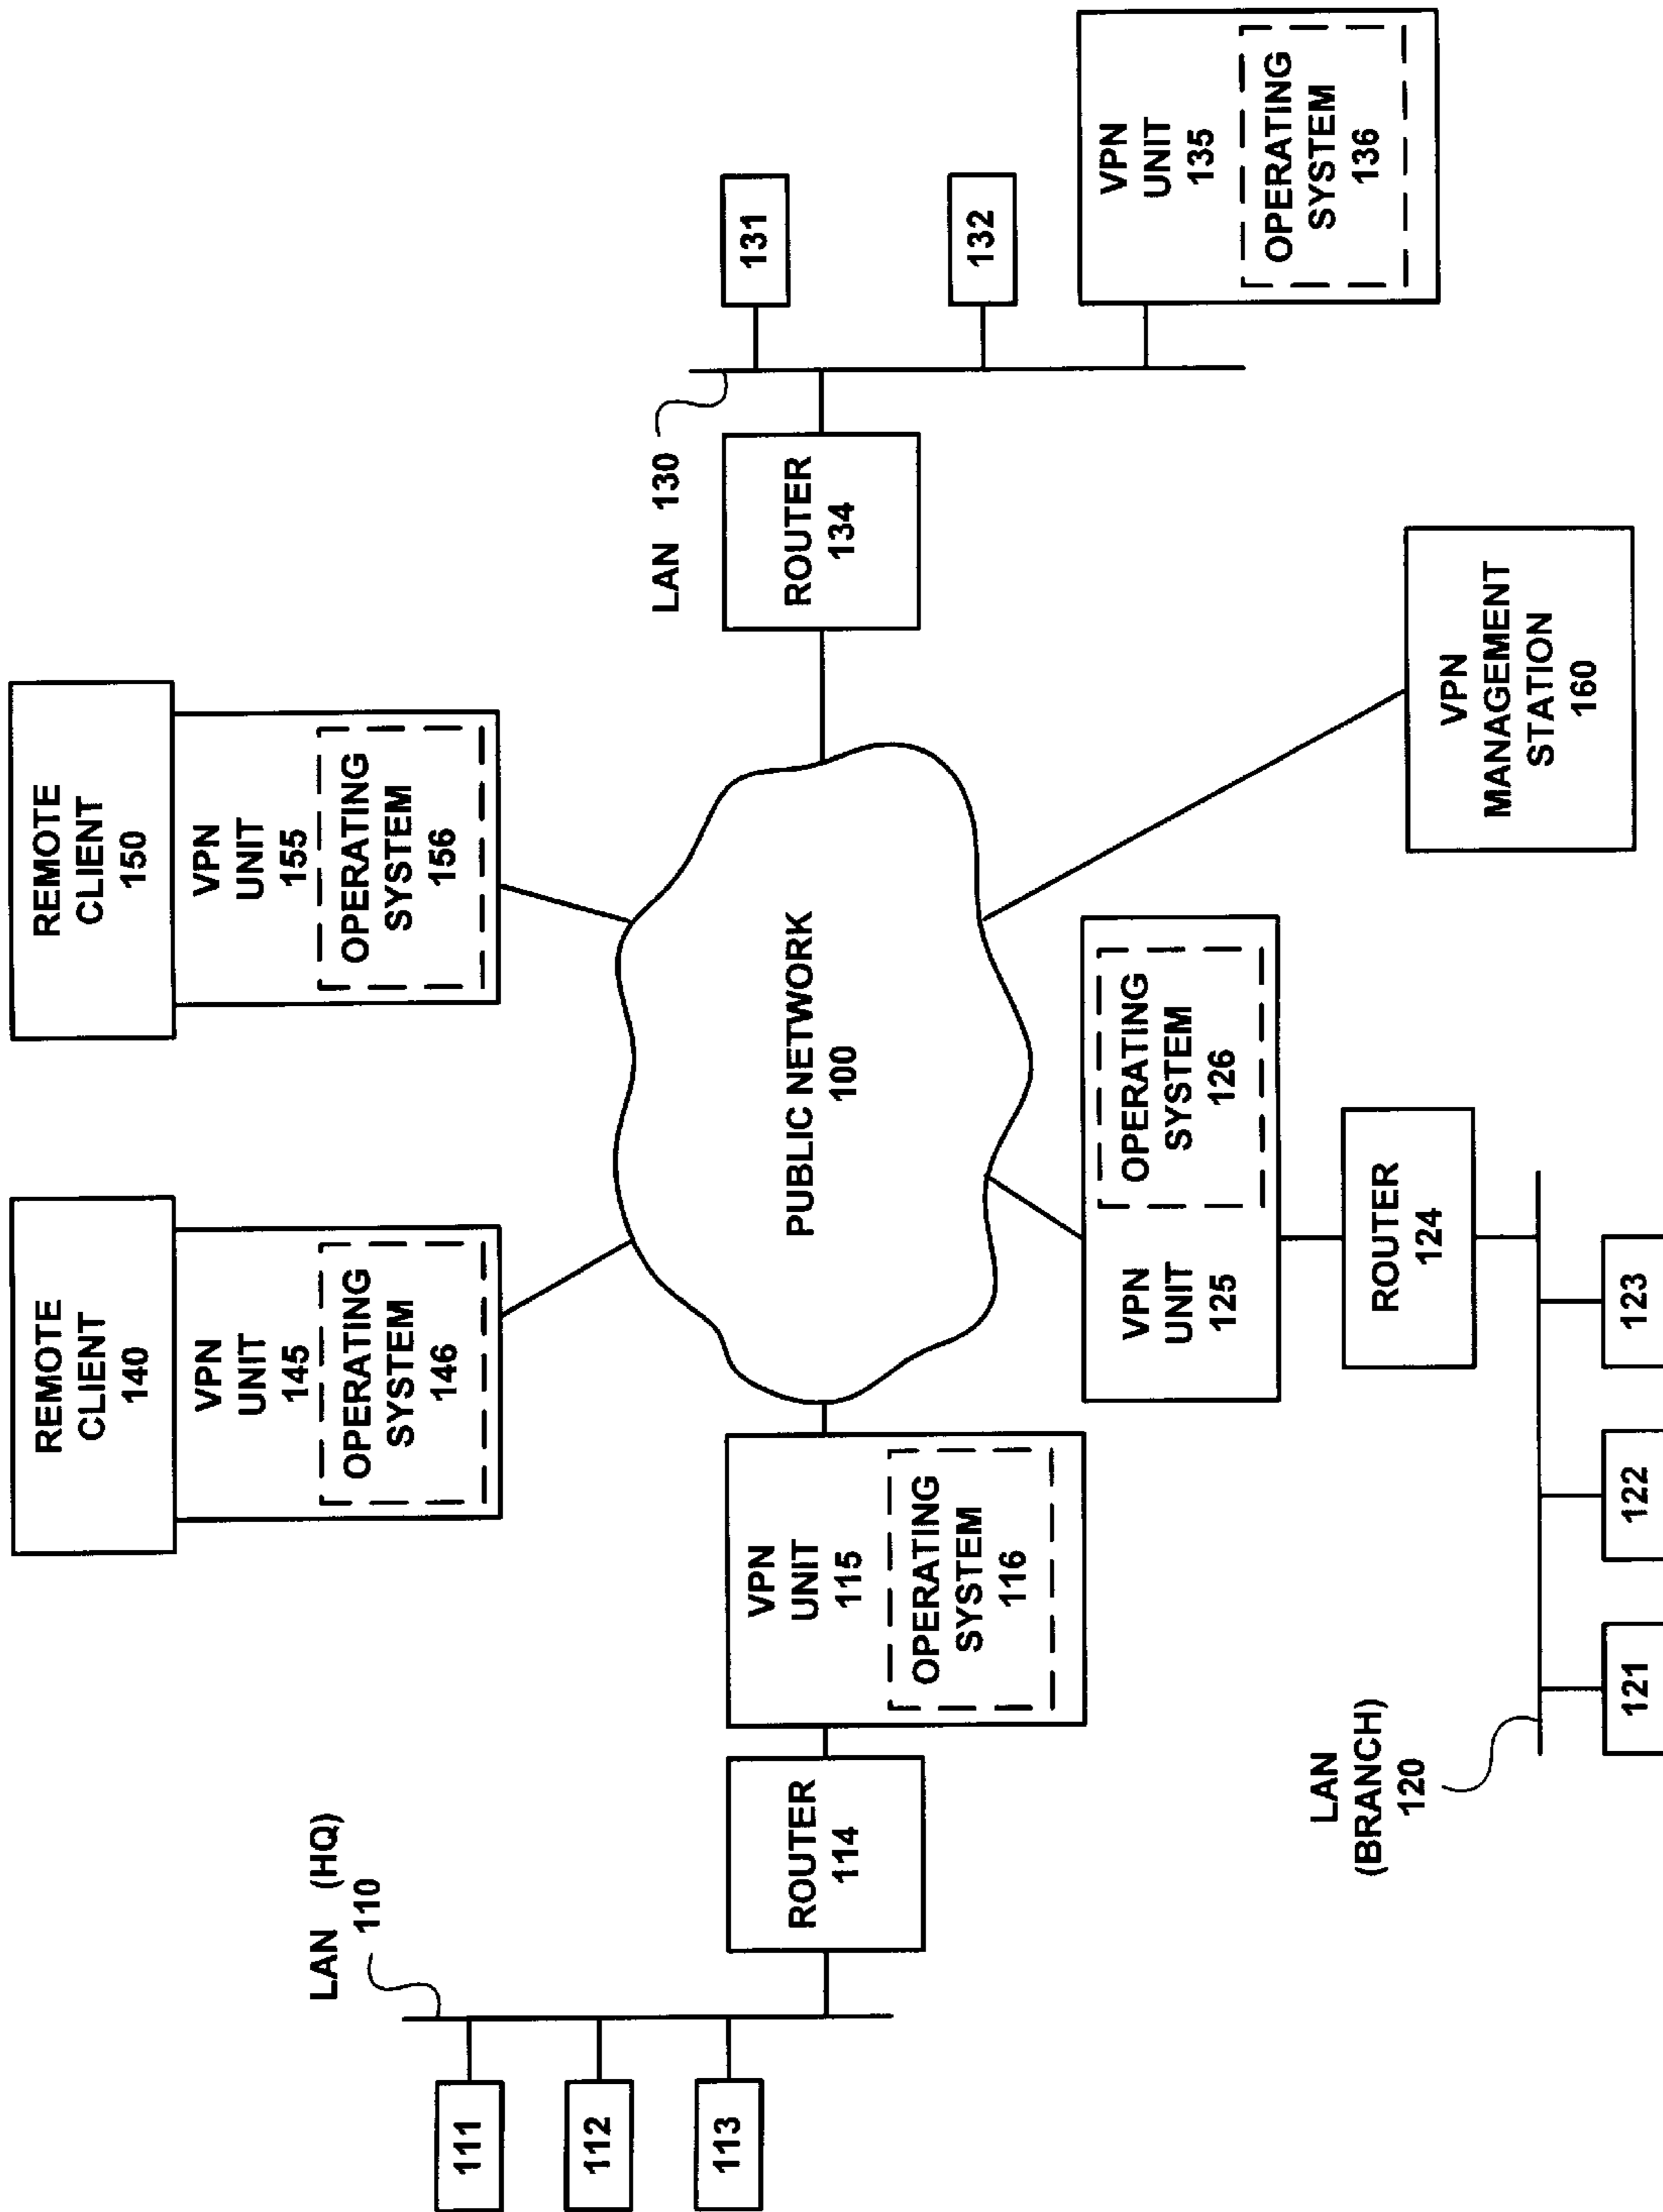 REMOTE
CLIENT
140
VPN
UNIT
145
OPERATING
SYSTEM
146
REMOTE
CLIENT
150
VPN
UNIT
155
OPERATING
SYSTEM
156
LAN (HQ)
110
111
112
113
ROUTER
114
VPN
UNIT
115
OPERATING
SYSTEM
116
PUBLIC NETWORK
100
LAN 130
ROUTER
134
131
132
VPN
UNIT
135
OPERATING
SYSTEM
136
VPN
UNIT
125
OPERATING
SYSTEM
126
ROUTER
124
LAN
(BRANCH)
120
121
122
123
VPN
MANAGEMENT
STATION
160